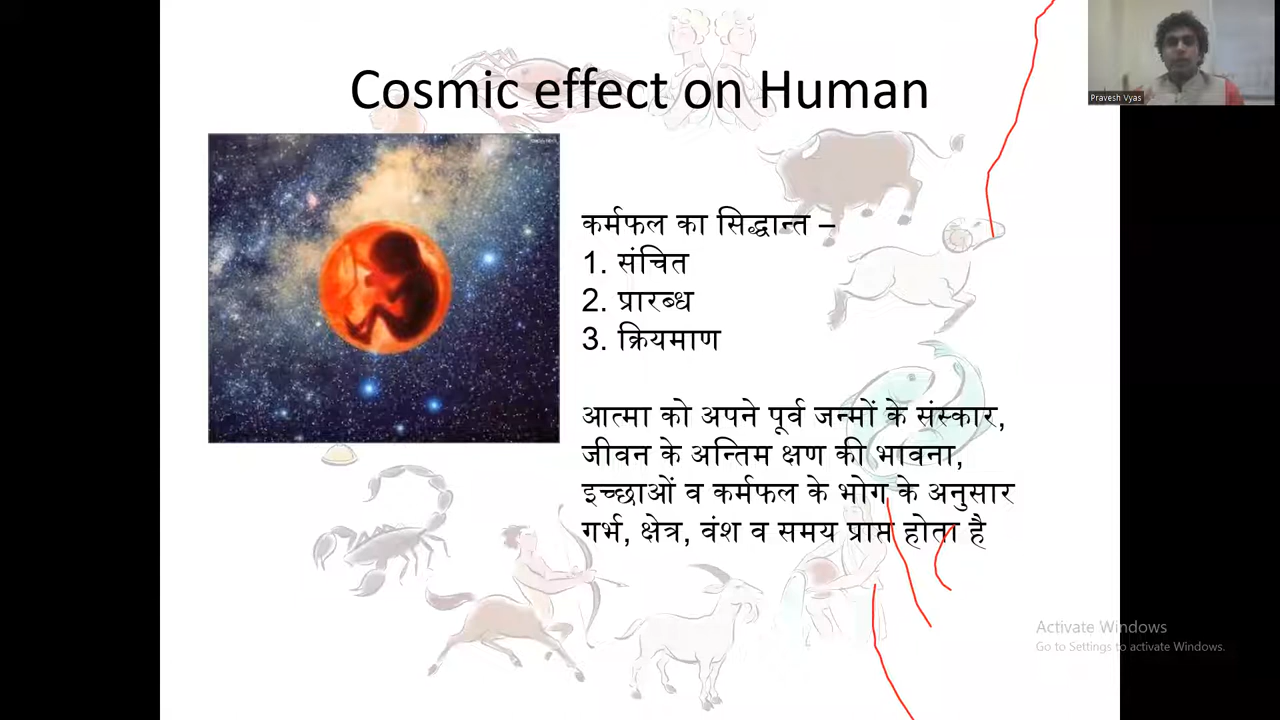 Cosmic effect on Human
Pravesh Vyas
कर्मफल का सिद्धान्त –
1. संचित
2. प्रारब्ध
3. क्रियमाण
आत्मा को अपने पूर्व जन्मों के संस्कार,
जीवन के अन्तिम क्षण की भावना,
इच्छाओं व कर्मफल के भोग के अनुसार
गर्भ, क्षेत्र, वंश व समय प्राप्त होता है
Activate Windows
Go to Settings to activate Windows.